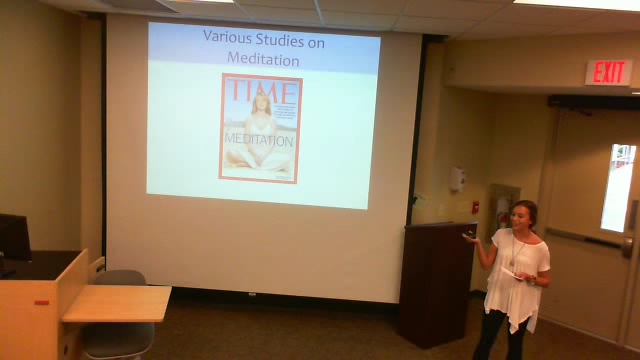 Various Studies on
Meditation
TIME
MEDITATION
EXIT